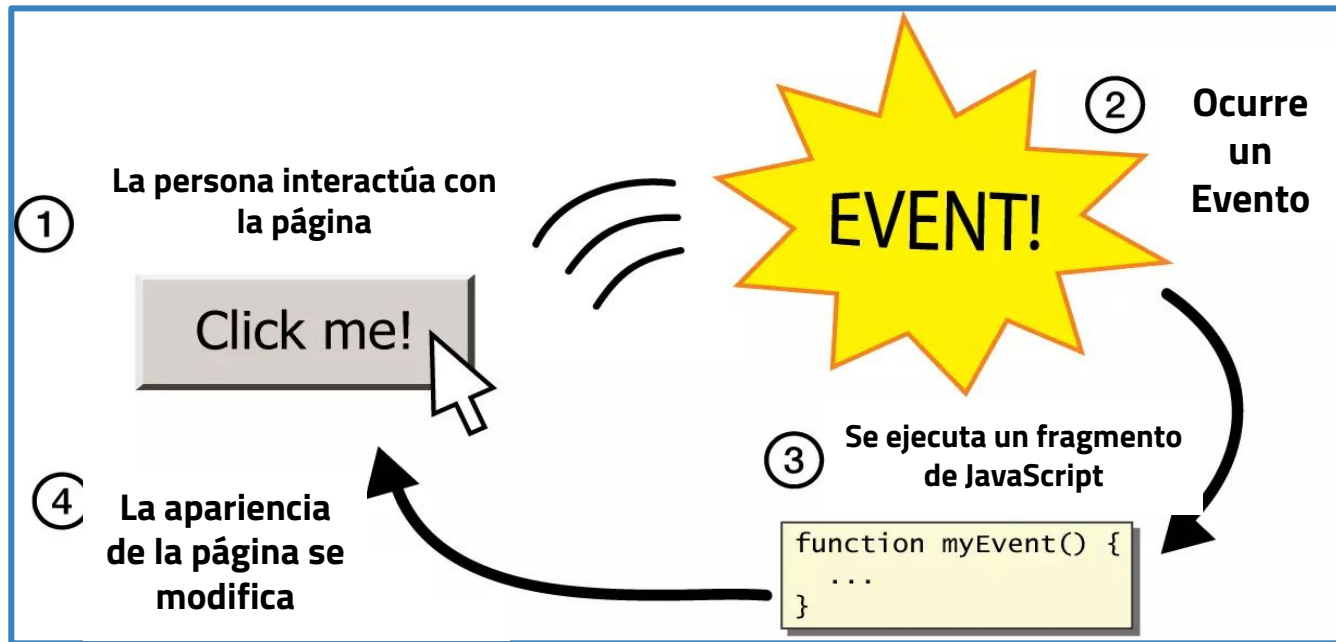 1
La persona interactúa con
la página
Click me!
EVENT!
2
Ocurre
un
Evento
3
Se ejecuta un fragmento
de JavaScript
function myEvent() {
...
}
4
La apariencia
de la página se
modifica